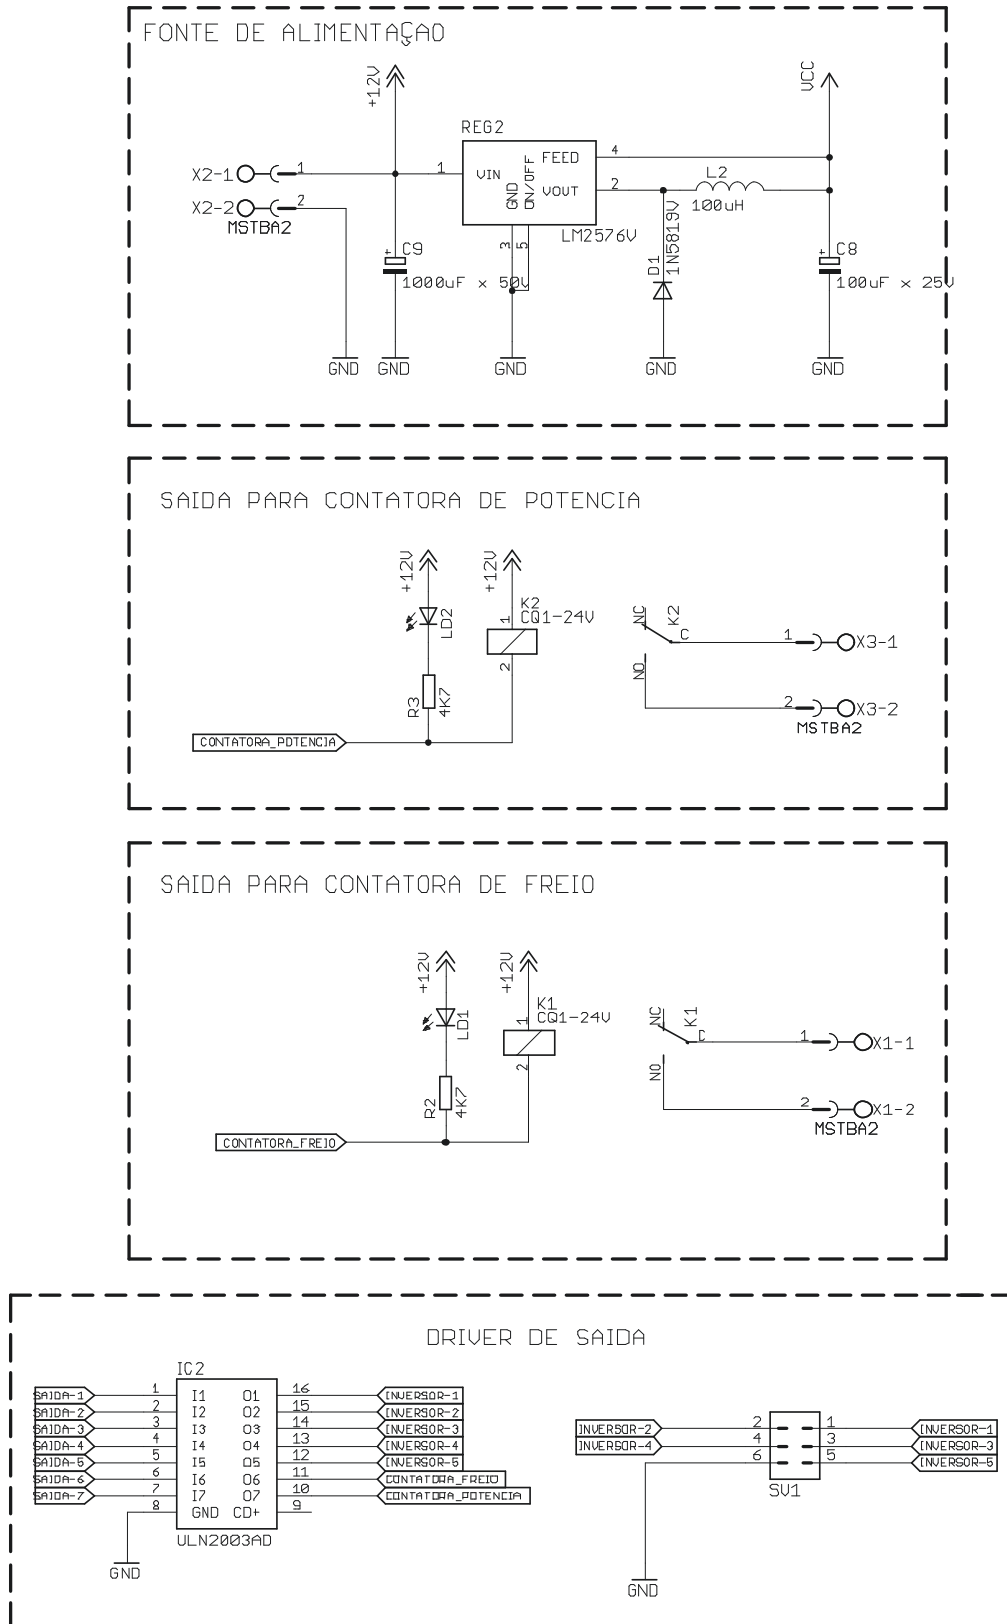 FONTE DE ALIMENTAÇAO
+12V
VCC
REG2
X2-1
1
1
VIN
GND
ON/OFF
FEED
VOUT
4
2
L2
100uH
X2-2
2
MSTBA2
LM2576V
3
5
C9
1000uF x 50V
D1
1N5819V
C8
100uF x 25V
GND
GND
GND
GND
GND
SAIDA PARA CONTATORA DE POTENCIA
+12V
+12V
LD2
K2
CQ1-24V
1
2
R3
4K7
NC
K2
C
NO
1
X3-1
2
X3-2
MSTBA2
CONTATORA_POTENCIA
SAIDA PARA CONTATORA DE FREIO
+12V
+12V
LD1
K1
CQ1-24V
1
2
R2
4K7
NC
K1
C
NO
1
X1-1
2
X1-2
MSTBA2
CONTATORA_FREIO
DRIVER DE SAIDA
IC2
SAIDA-1 1 I1 O1 16 INVERSOR-1
SAIDA-2 2 I2 O2 15 INVERSOR-2
SAIDA-3 3 I3 O3 14 INVERSOR-3
SAIDA-4 4 I4 O4 13 INVERSOR-4
SAIDA-5 5 I5 O5 12 INVERSOR-5
SAIDA-6 6 I6 O6 11 CONTATORA_FREIO
SAIDA-7 7 I7 O7 10 CONTATORA_POTENCIA
8 GND CD+ 9
ULN2003AD
GND
INVERSOR-2 2 1 INVERSOR-1
INVERSOR-4 4 3 INVERSOR-3
6 5 INVERSOR-5
SV1
GND